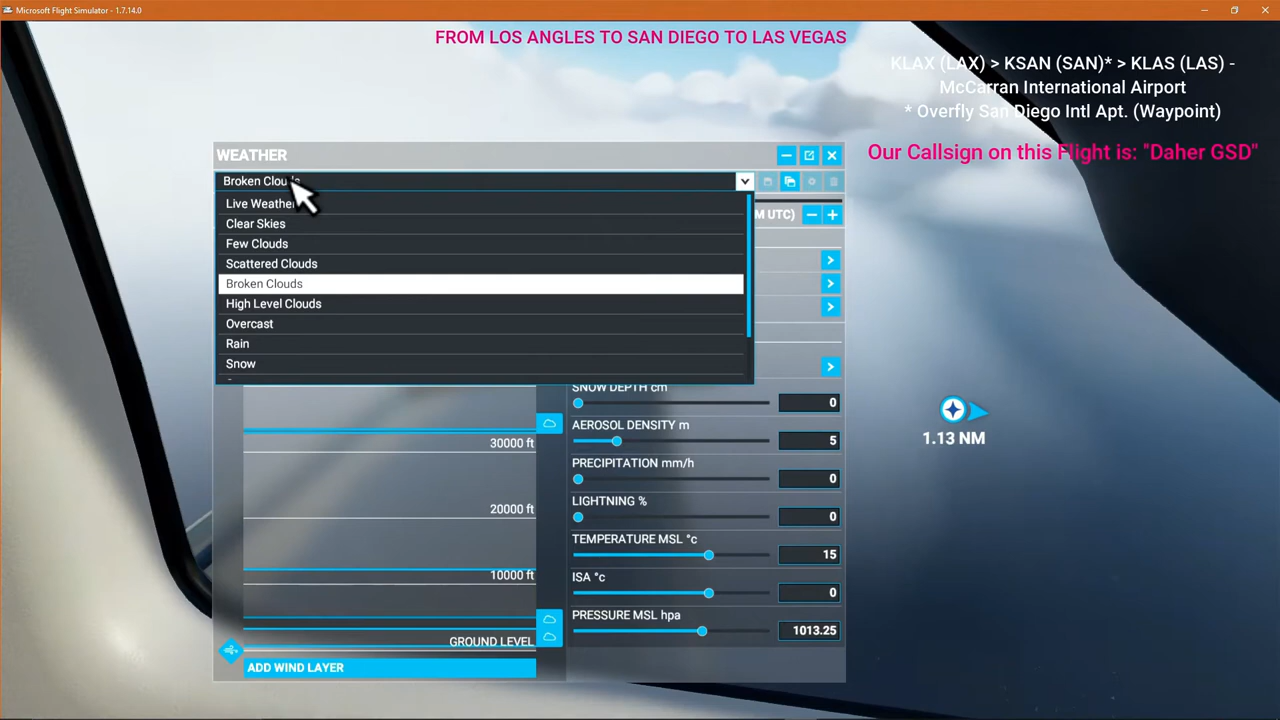 Microsoft Flight Simulator - 1.7.14.0
FROM LOS ANGLES TO SAN DIEGO TO LAS VEGAS
KLAX (LAX) > KSAN (SAN)* > KLAS (LAS) -
McCarran International Airport
* Overfly San Diego Intl Apt. (Waypoint)
Our Callsign on this Flight is: "Daher GSD"
WEATHER
Broken Clouds
Live Weather
Clear Skies
Few Clouds
Scattered Clouds
Broken Clouds
High Level Clouds
Overcast
Rain
Snow
UTC)
SNOW DEPTH cm
0
AEROSOL DENSITY m
5
PRECIPITATION mm/h
0
LIGHTNING %
0
TEMPERATURE MSL °c
15
ISA °c
0
PRESSURE MSL hpa
1013.25
30000 ft
20000 ft
10000 ft
GROUND LEVEL
ADD WIND LAYER
1.13 NM